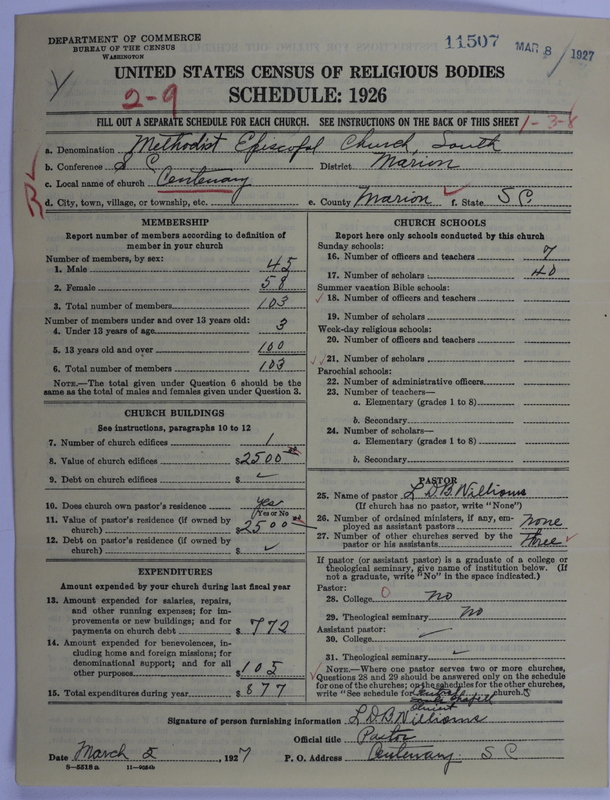 DEPARTMENT OF COMMERCE
BUREAU OF THE CENSUS
WASHINGTON
11507 MAR 8 / 1927
UNITED STATES CENSUS OF RELIGIOUS BODIES
2-9
SCHEDULE: 1926
FILL OUT A SEPARATE SCHEDULE FOR EACH CHURCH. SEE INSTRUCTIONS ON THE BACK OF THIS SHEET
1-3-8
a. Denomination Methodist Episcopal Church, South
b. Conference S C District Marion
c. Local name of church Centenary
d. City, town, village, or township, etc. e. County Marion f. State S C.
MEMBERSHIP
Report number of members according to definition of
member in your church
Number of members, by sex:
1. Male 45
2. Female 58
3. Total number of members 103
Number of members under and over 13 years old:
4. Under 13 years of age 3
5. 13 years old and over 100
6. Total number of members 103
NOTE.—The total given under Question 6 should be the
same as the total of males and females given under Question 3.
CHURCH BUILDINGS
See instructions, paragraphs 10 to 12
7. Number of church edifices 1
8. Value of church edifices $2500
9. Debt on church edifices $
10. Does church own pastor's residence Yes
(Yes or No)
11. Value of pastor's residence (if owned by
church) $2500
12. Debt on pastor's residence (if owned by
church) $
EXPENDITURES
Amount expended by your church during last fiscal year
13. Amount expended for salaries, repairs,
and other running expenses; for im-
provements or new buildings; and for
payments on church debt $772
14. Amount expended for benevolences, in-
cluding home and foreign missions; for
denominational support; and for all
other purposes $105
15. Total expenditures during year $877
CHURCH SCHOOLS
Report here only schools conducted by this church
Sunday schools:
16. Number of officers and teachers 7
17. Number of scholars 40
Summer vacation Bible schools:
18. Number of officers and teachers
19. Number of scholars
Week-day religious schools:
20. Number of officers and teachers
21. Number of scholars
Parochial schools:
22. Number of administrative officers
23. Number of teachers—
a. Elementary (grades 1 to 8)
b. Secondary
24. Number of scholars—
a. Elementary (grades 1 to 8)
b. Secondary
PASTOR
25. Name of pastor L D. B. Williams
(If church has no pastor, write "None")
26. Number of ordained ministers, if any, em-
ployed as assistant pastors none
27. Number of other churches served by the
pastor or his assistants three
If pastor (or assistant pastor) is a graduate of a college or
theological seminary, give name of institution below. (If
not a graduate, write "No" in the space indicated.)
Pastor:
28. College 0 no
29. Theological seminary no
Assistant pastor:
30. College
31. Theological seminary
NOTE.—Where one pastor serves two or more churches,
Questions 28 and 29 should be answered only on the schedule
for one of the churches; on the schedules for the other churches,
write "See schedule for Central church."
Signature of person furnishing information L. D. B. Williams
Official title Pastor
Date March 5, 1927 P. O. Address Centenary S C
8-5518a 11-9024b